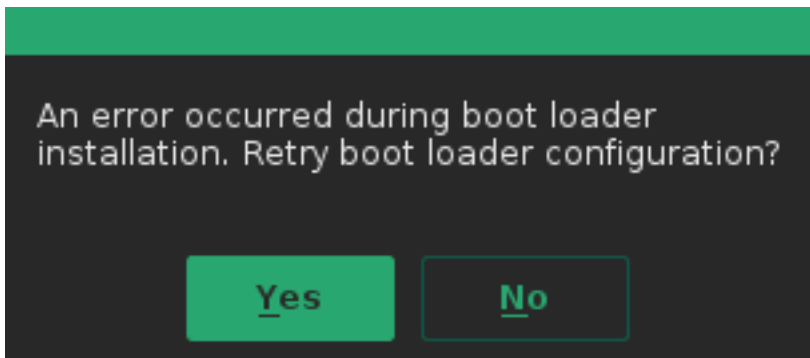 An error occurred during boot loader
installation. Retry boot loader configuration?
Yes
No